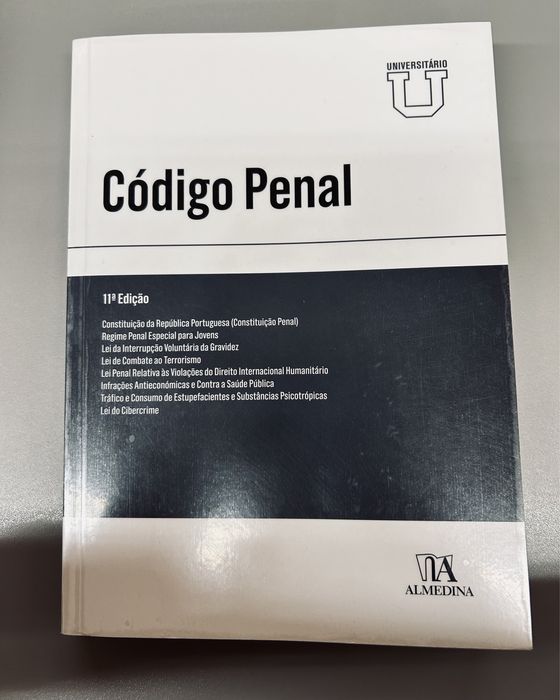 UNIVERSITÁRIO
U
Código Penal
11ª Edição
Constituição da República Portuguesa (Constituição Penal)
Regime Penal Especial para Jovens
Lei da Interrupção Voluntária da Gravidez
Lei de Combate ao Terrorismo
Lei Penal Relativa às Violações do Direito Internacional Humanitário
Infrações Antieconómicas e Contra a Saúde Pública
Tráfico e Consumo de Estupefacientes e Substâncias Psicotrópicas
Lei do Cibercrime
ALMEDINA